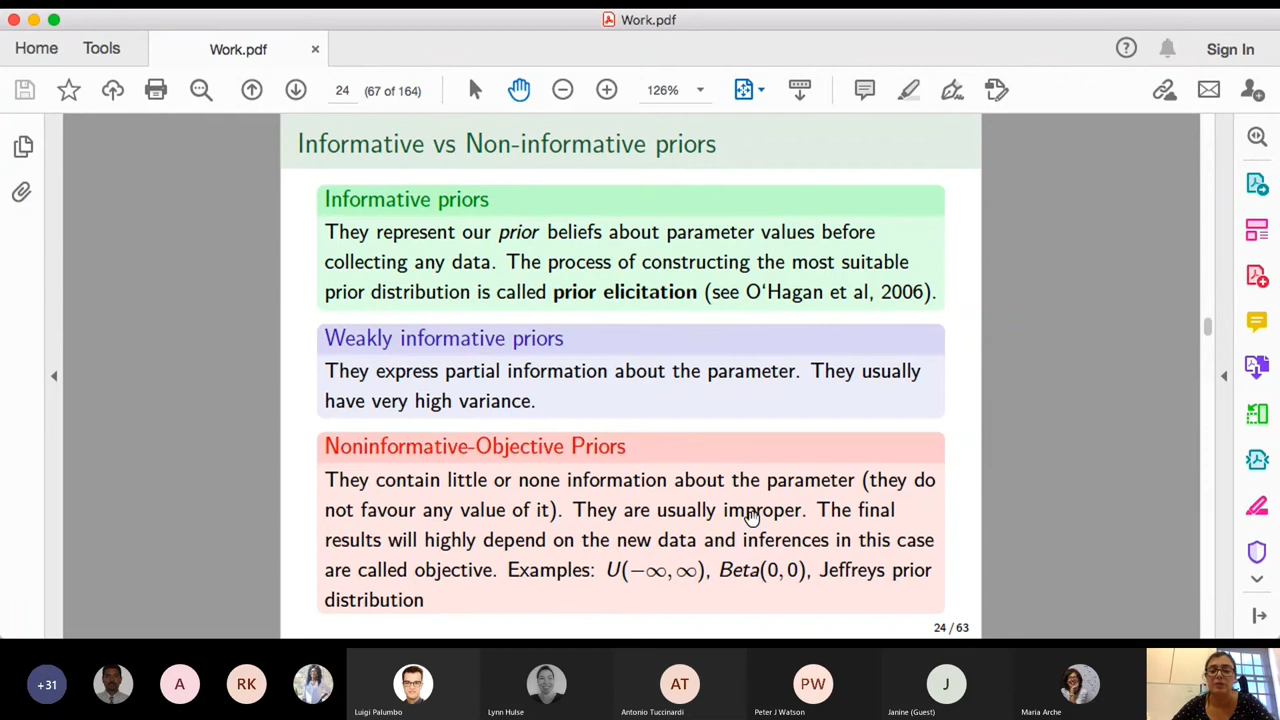 Work.pdf
Home
Tools
Work.pdf
×
?
Sign In
24
(67 of 164)
126%
Informative vs Non-informative priors
Informative priors
They represent our prior beliefs about parameter values before
collecting any data. The process of constructing the most suitable
prior distribution is called prior elicitation (see O‘Hagan et al, 2006).
Weakly informative priors
They express partial information about the parameter. They usually
have very high variance.
Noninformative-Objective Priors
They contain little or none information about the parameter (they do
not favour any value of it). They are usually improper. The final
results will highly depend on the new data and inferences in this case
are called objective. Examples: U(−∞, ∞), Beta(0, 0), Jeffreys prior
distribution
24 / 63
+31
A
RK
AT
PW
J
Luigi Palumbo
Lynn Hulse
Antonio Tuccinardi
Peter J Watson
Janine (Guest)
Maria Arche